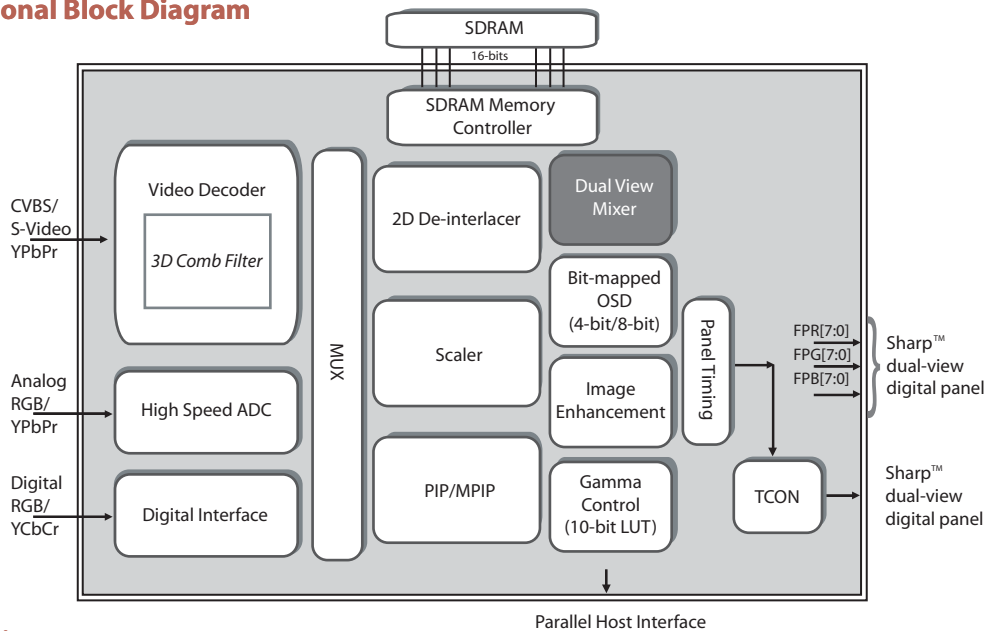 onal Block Diagram
SDRAM
16-bits
SDRAM Memory
Controller
Video Decoder
3D Comb Filter
CVBS/
S-Video
YPbPr
MUX
2D De-interlacer
Dual View
Mixer
Bit-mapped
OSD
(4-bit/8-bit)
Scaler
Panel Timing
FPR[7:0]
FPG[7:0]
FPB[7:0]
Sharp™
dual-view
digital panel
Analog
RGB/
YPbPr
High Speed ADC
Image
Enhancement
Digital
RGB/
YCbCr
Digital Interface
PIP/MPIP
Gamma
Control
(10-bit LUT)
TCON
Sharp™
dual-view
digital panel
Parallel Host Interface